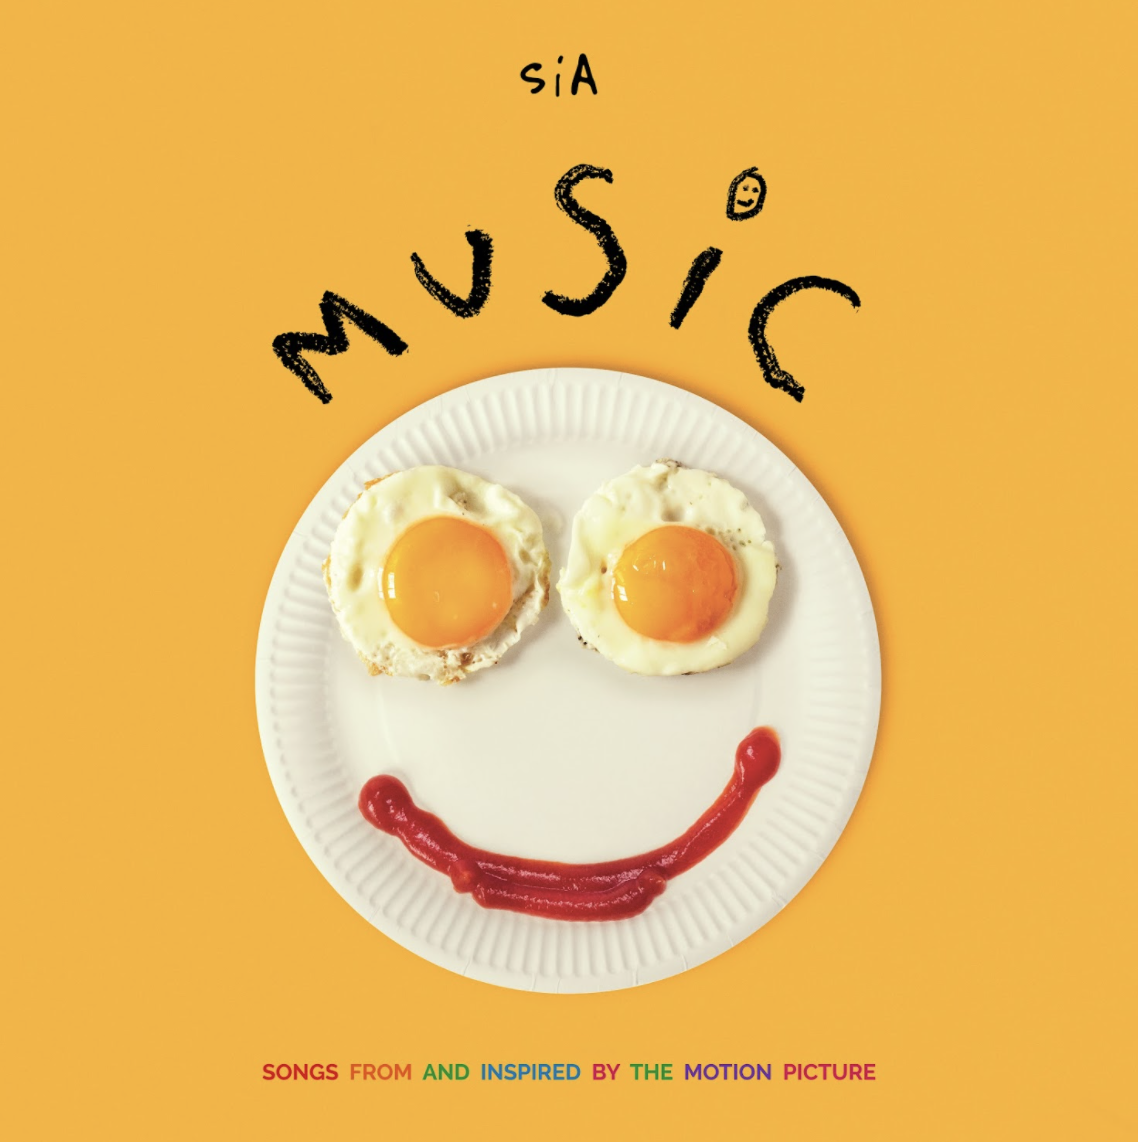 SiA
MUSiC
SONGS FROM AND INSPIRED BY THE MOTION PICTURE